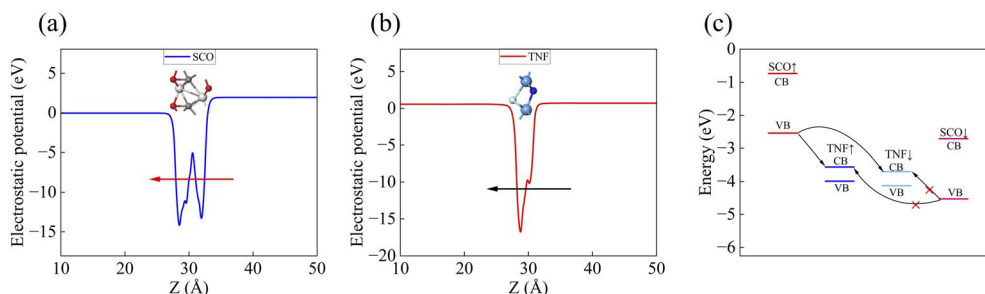 (a)
SCO
Electrostatic potential (eV)
5
0
−5
−10
−15
10 20 30 40 50
Z (Å)
(b)
TNF
Electrostatic potential (eV)
5
0
−5
−10
−15
−20
10 20 30 40 50
Z (Å)
(c)
Energy (eV)
0
−1
−2
−3
−4
−5
−6
SCO↑
CB
VB
TNF↑
CB
VB
TNF↓
CB
VB
SCO↓
CB
VB